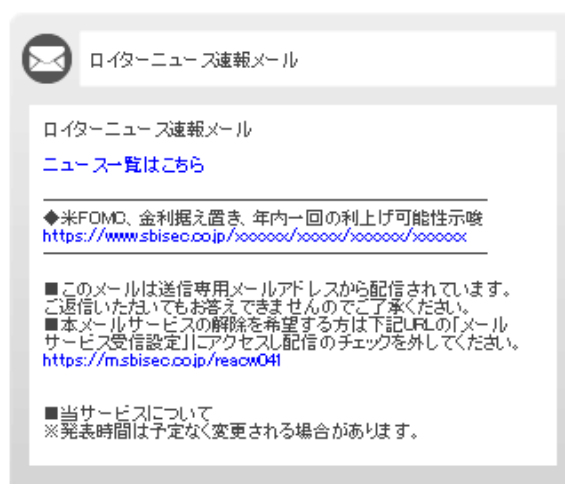 ロイターニュース速報メール
ロイターニュース速報メール
ニュース一覧はこちら
◆米FOMC、金利据え置き、年内一回の利上げ可能性示唆
https://www.sbisec.co.jp/xxxxxx/xxxxx/xxxxxx/xxxxxx
■このメールは送信専用メールアドレスから配信されています。
ご返信いただいてもお答えできませんのでご了承ください。
■本メールサービスの解除を希望する方は下記URLの「メール
サービス受信設定」にアクセスし配信のチェックを外してください。
https://m.sbisec.co.jp/reacw041
■当サービスについて
※発表時間は予定なく変更される場合があります。